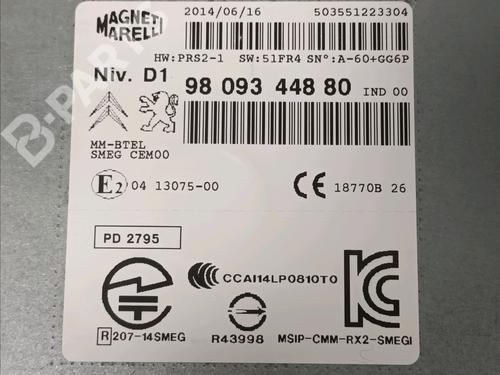 MAGNETI MARELLI
2014/06/16 503551223304
HW:PRS2-1 SW:51FR4 SN°:A-60+GG6P
Niv. D1 98 093 448 80 IND 00
MM-BTEL
SMEG CEM00
E2 04 13075-00 CE 18770B 26
PD 2795
CCAI14LP0810T0
R 207-14SMEG R43998 MSIP-CMM-RX2-SMEGI
B-PARTS